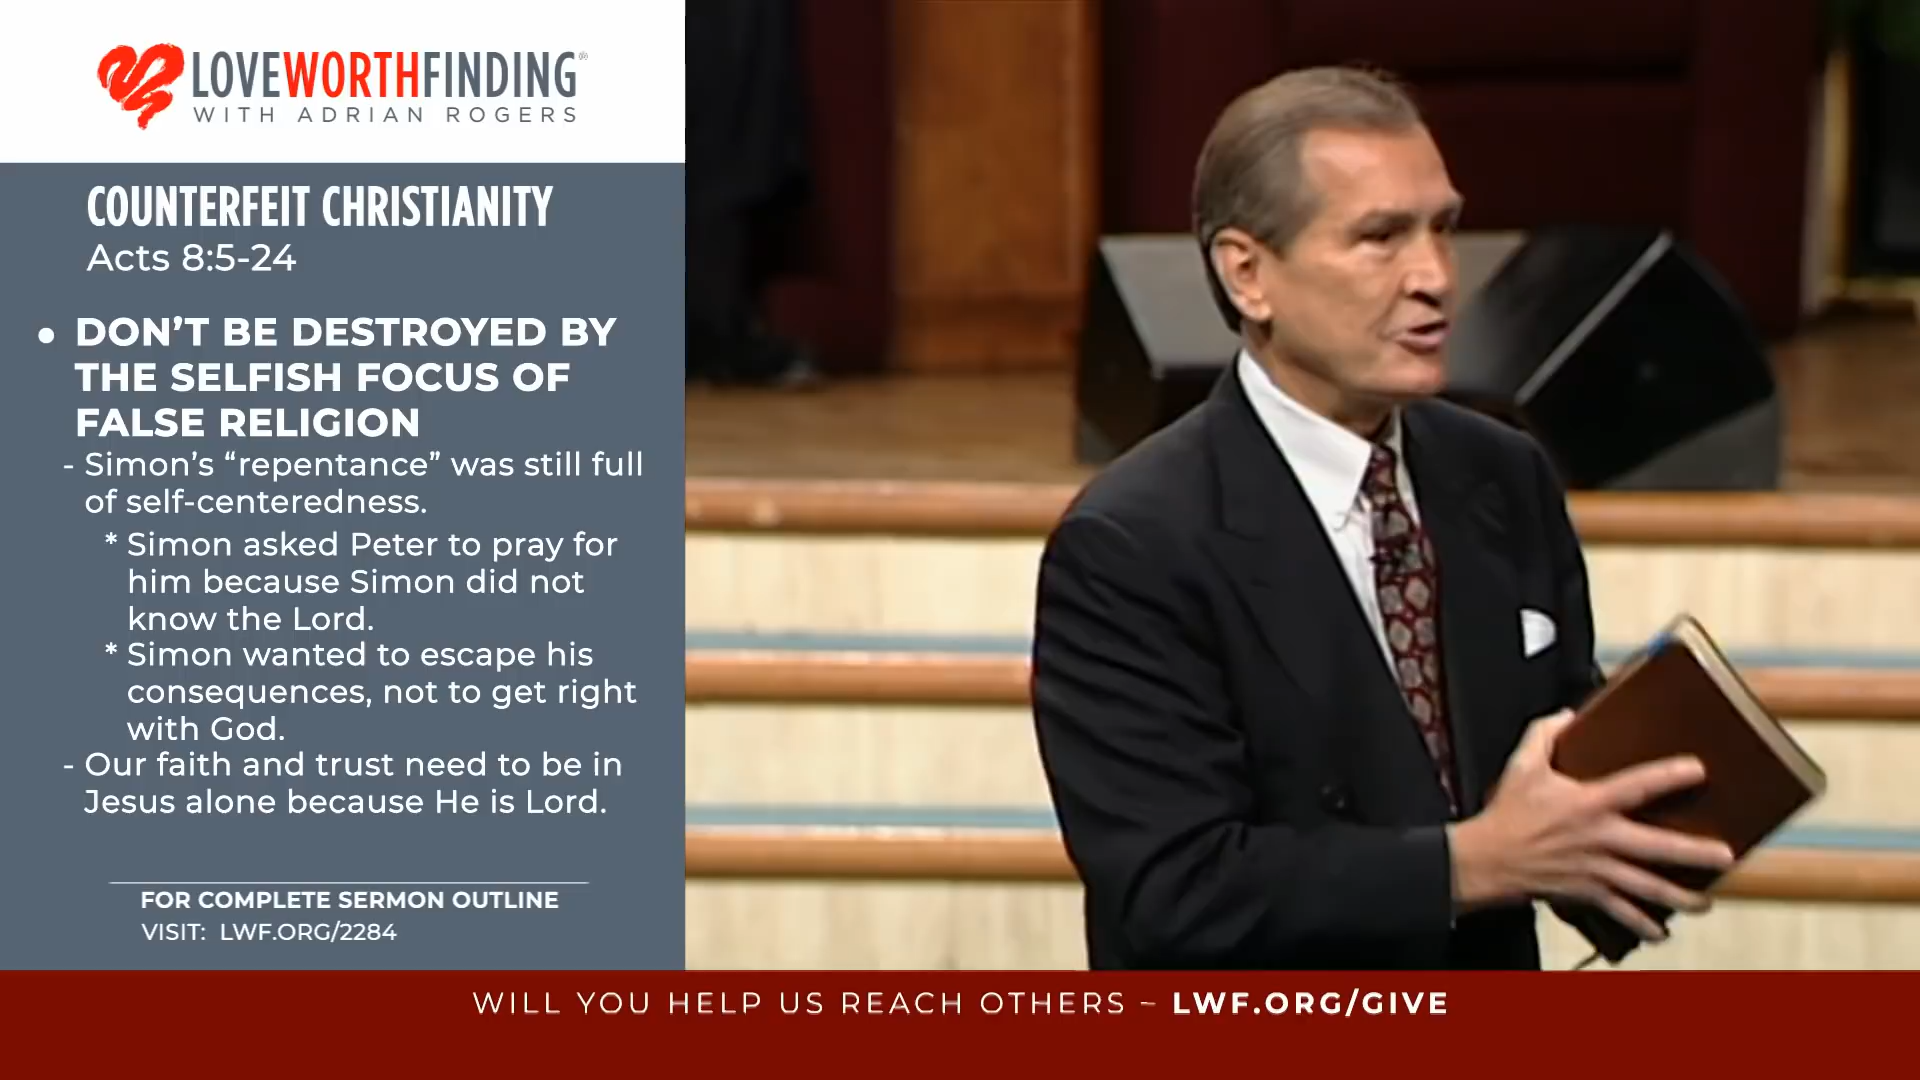 LOVEWORTHFINDING®
WITH ADRIAN ROGERS
COUNTERFEIT CHRISTIANITY
Acts 8:5-24
• DON’T BE DESTROYED BY
THE SELFISH FOCUS OF
FALSE RELIGION
- Simon’s “repentance” was still full
of self-centeredness.
* Simon asked Peter to pray for
him because Simon did not
know the Lord.
* Simon wanted to escape his
consequences, not to get right
with God.
- Our faith and trust need to be in
Jesus alone because He is Lord.
FOR COMPLETE SERMON OUTLINE
VISIT: LWF.ORG/2284
WILL YOU HELP US REACH OTHERS – LWF.ORG/GIVE